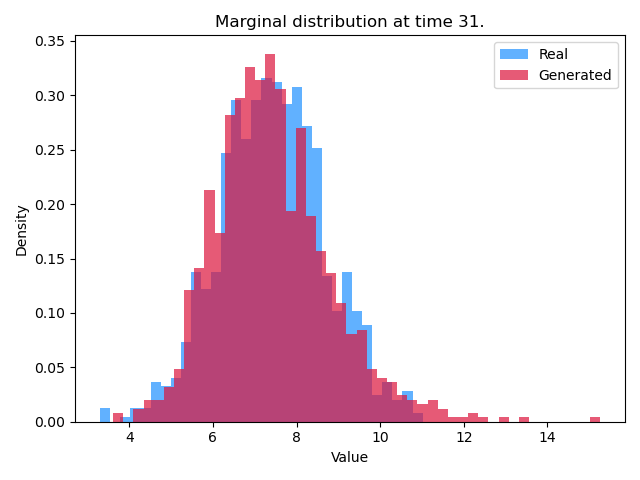 Marginal distribution at time 31.
Real
Generated
Density
0.35
0.30
0.25
0.20
0.15
0.10
0.05
0.00
4 6 8 10 12 14
Value